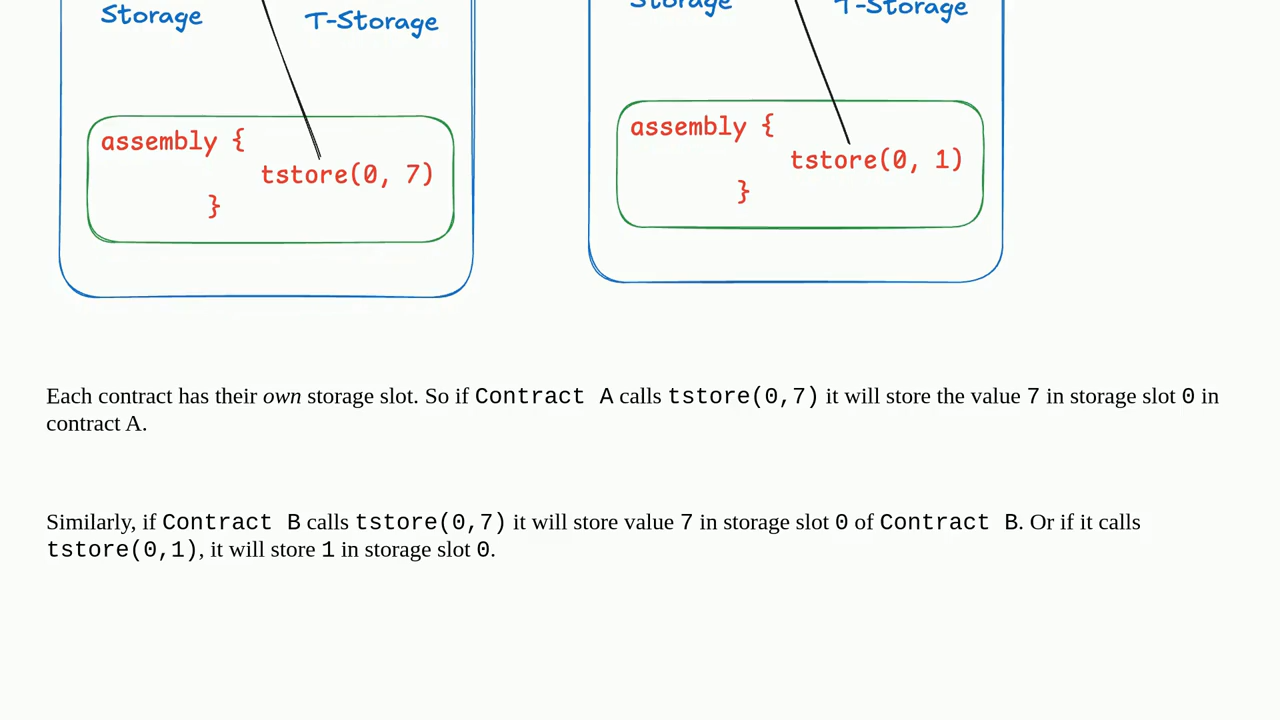 Storage
T-Storage
Storage
T-Storage
assembly {
tstore(0, 7)
}
assembly {
tstore(0, 1)
}
Each contract has their own storage slot. So if Contract A calls tstore(0,7) it will store the value 7 in storage slot 0 in
contract A.
Similarly, if Contract B calls tstore(0,7) it will store value 7 in storage slot 0 of Contract B. Or if it calls
tstore(0,1), it will store 1 in storage slot 0.